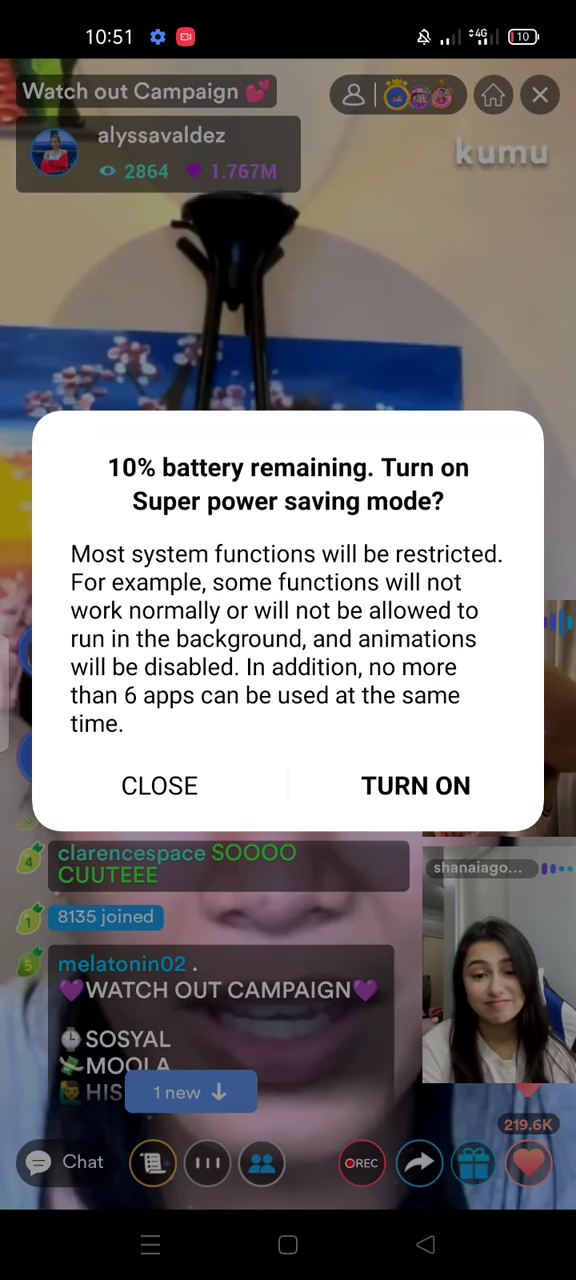 10:51
4G
10
Watch out Campaign 💕
alyssavaldez
2864 1.767M
kumu
10% battery remaining. Turn on
Super power saving mode?
Most system functions will be restricted.
For example, some functions will not
work normally or will not be allowed to
run in the background, and animations
will be disabled. In addition, no more
than 6 apps can be used at the same
time.
CLOSE
TURN ON
4
clarencespace SOOOO
CUUTEEE
shanaiago...
1
8135 joined
5
melatonin02 .
💜WATCH OUT CAMPAIGN💜
🕒SOSYAL
💸MOOLA
🙋‍♂️HIS
1 new ↓
219.6K
Chat
REC